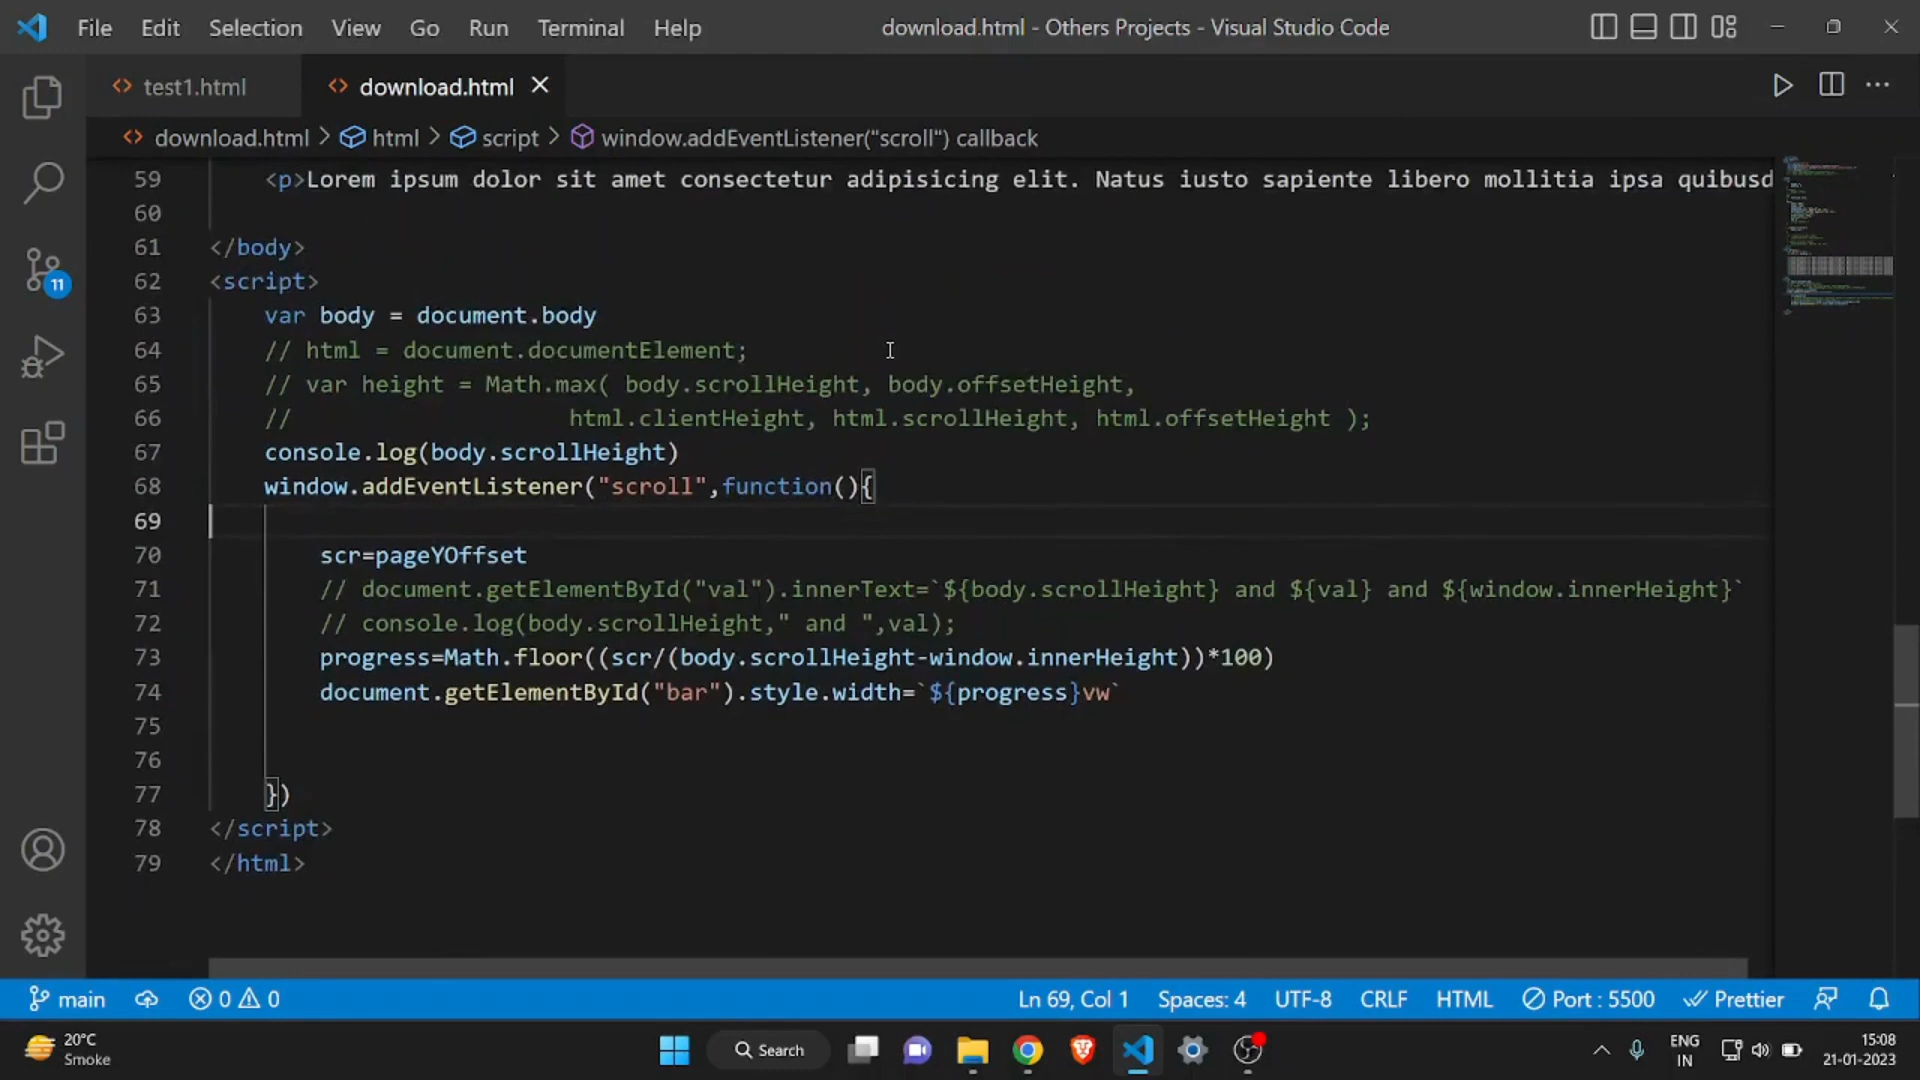 File Edit Selection View Go Run Terminal Help download.html - Others Projects - Visual Studio Code
test1.html download.html
download.html > html > script > window.addEventListener("scroll") callback
59 <p>Lorem ipsum dolor sit amet consectetur adipisicing elit. Natus iusto sapiente libero mollitia ipsa quibusd
60
61 </body>
62 <script>
63 var body = document.body
64 // html = document.documentElement;
65 // var height = Math.max( body.scrollHeight, body.offsetHeight,
66 // html.clientHeight, html.scrollHeight, html.offsetHeight );
67 console.log(body.scrollHeight)
68 window.addEventListener("scroll",function(){
69
70 scr=pageYOffset
71 // document.getElementById("val").innerText=`${body.scrollHeight} and ${val} and ${window.innerHeight}`
72 // console.log(body.scrollHeight," and ",val);
73 progress=Math.floor((scr/(body.scrollHeight-window.innerHeight))*100)
74 document.getElementById("bar").style.width=`${progress}vw`
75
76
77 })
78 </script>
79 </html>
11
main 0 0 Ln 69, Col 1 Spaces: 4 UTF-8 CRLF HTML Port : 5500 Prettier
20°C
Smoke
Search
ENG
IN
15:08
21-01-2023